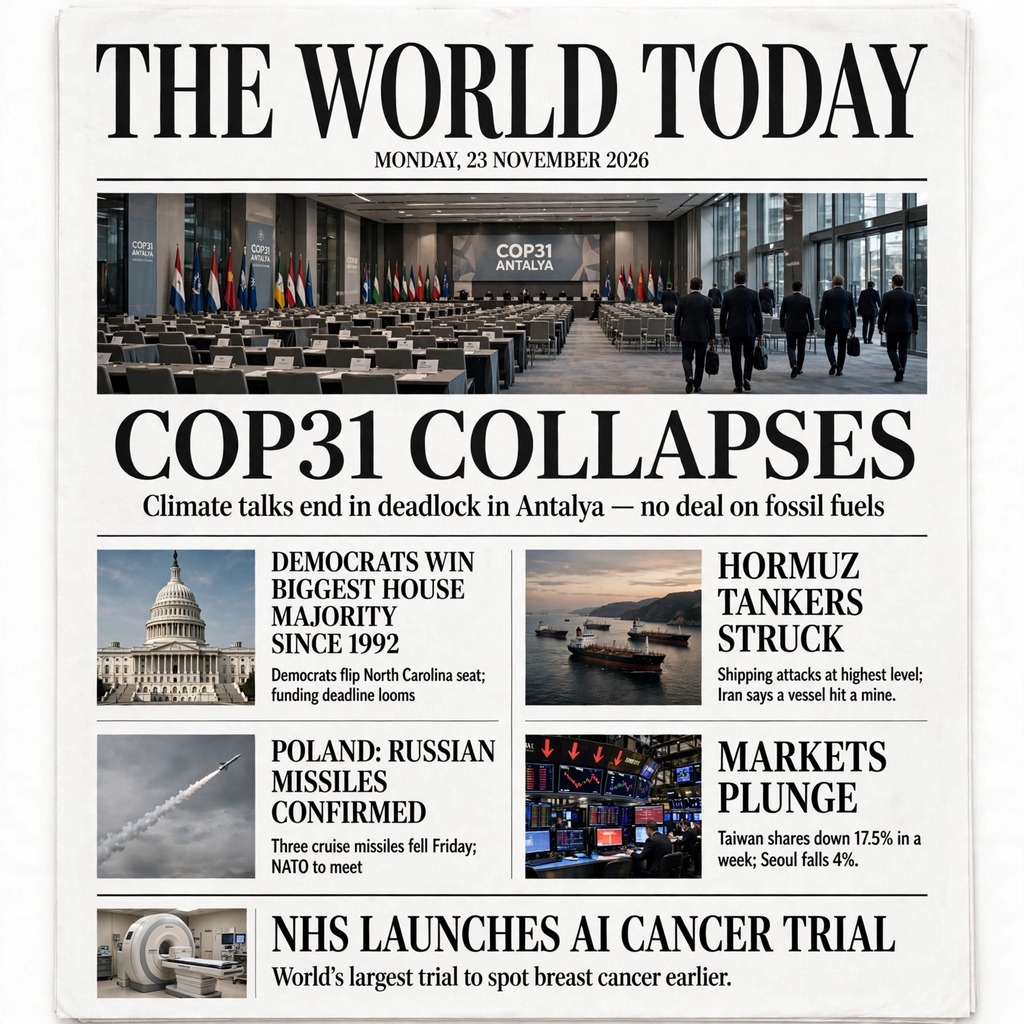 THE WORLD TODAY
MONDAY, 23 NOVEMBER 2026
COP31
ANTALYA
COP31
ANTALYA
COP31
ANTALYA
COP31 COLLAPSES
Climate talks end in deadlock in Antalya — no deal on fossil fuels
DEMOCRATS WIN
BIGGEST HOUSE
MAJORITY
SINCE 1992
Democrats flip North Carolina seat;
funding deadline looms
HORMUZ
TANKERS
STRUCK
Shipping attacks at highest level;
Iran says a vessel hit a mine.
POLAND: RUSSIAN
MISSILES
CONFIRMED
Three cruise missiles fell Friday;
NATO to meet
MARKETS
PLUNGE
Taiwan shares down 17.5% in a
week; Seoul falls 4%.
NHS LAUNCHES AI CANCER TRIAL
World's largest trial to spot breast cancer earlier.